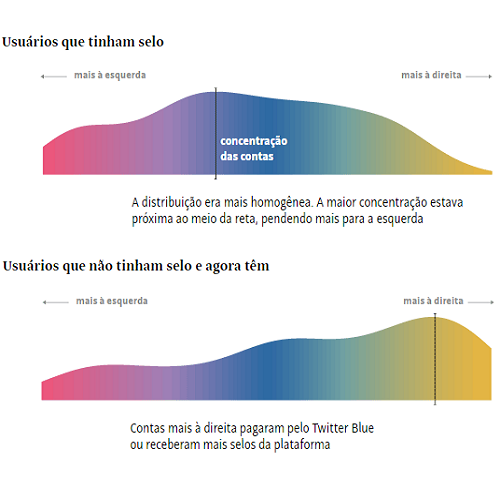 Usuários que tinham selo
mais à esquerda
mais à direita
concentração
das contas
A distribuição era mais homogênea. A maior concentração estava
próxima ao meio da reta, pendendo mais para a esquerda
Usuários que não tinham selo e agora têm
mais à esquerda
mais à direita
Contas mais à direita pagaram pelo Twitter Blue
ou receberam mais selos da plataforma